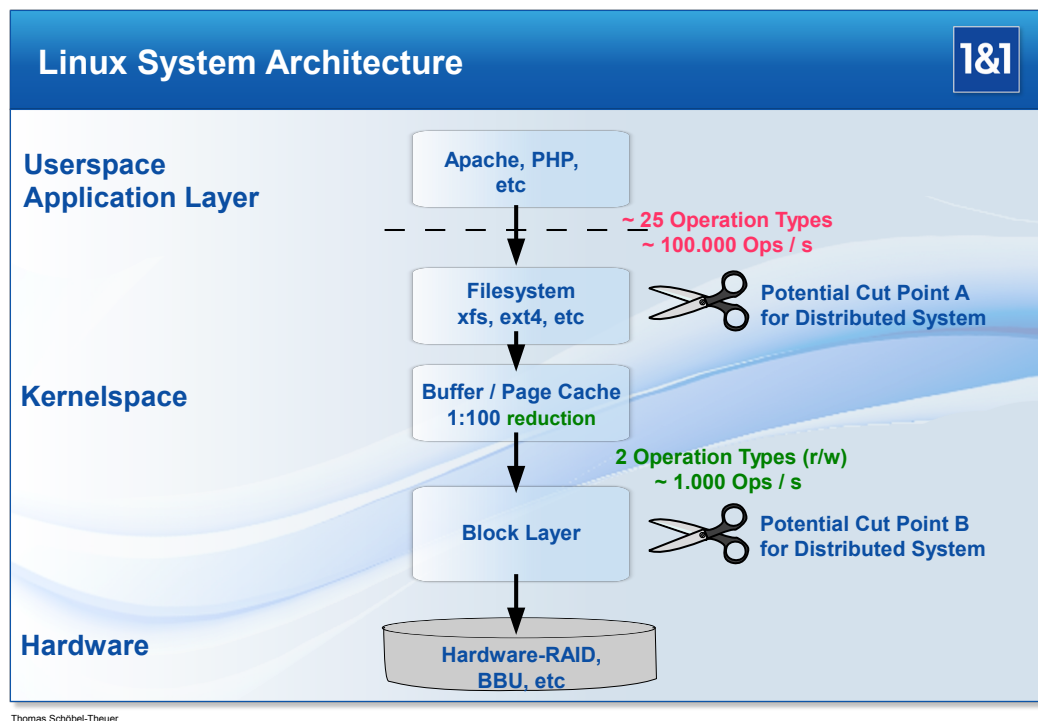 Linux System Architecture
1&1
Userspace
Application Layer
Apache, PHP,
etc
~ 25 Operation Types
~ 100.000 Ops / s
Filesystem
xfs, ext4, etc
Potential Cut Point A
for Distributed System
Kernelspace
Buffer / Page Cache
1:100 reduction
2 Operation Types (r/w)
~ 1.000 Ops / s
Block Layer
Potential Cut Point B
for Distributed System
Hardware
Hardware-RAID,
BBU, etc
Thomas Schöbel-Theuer